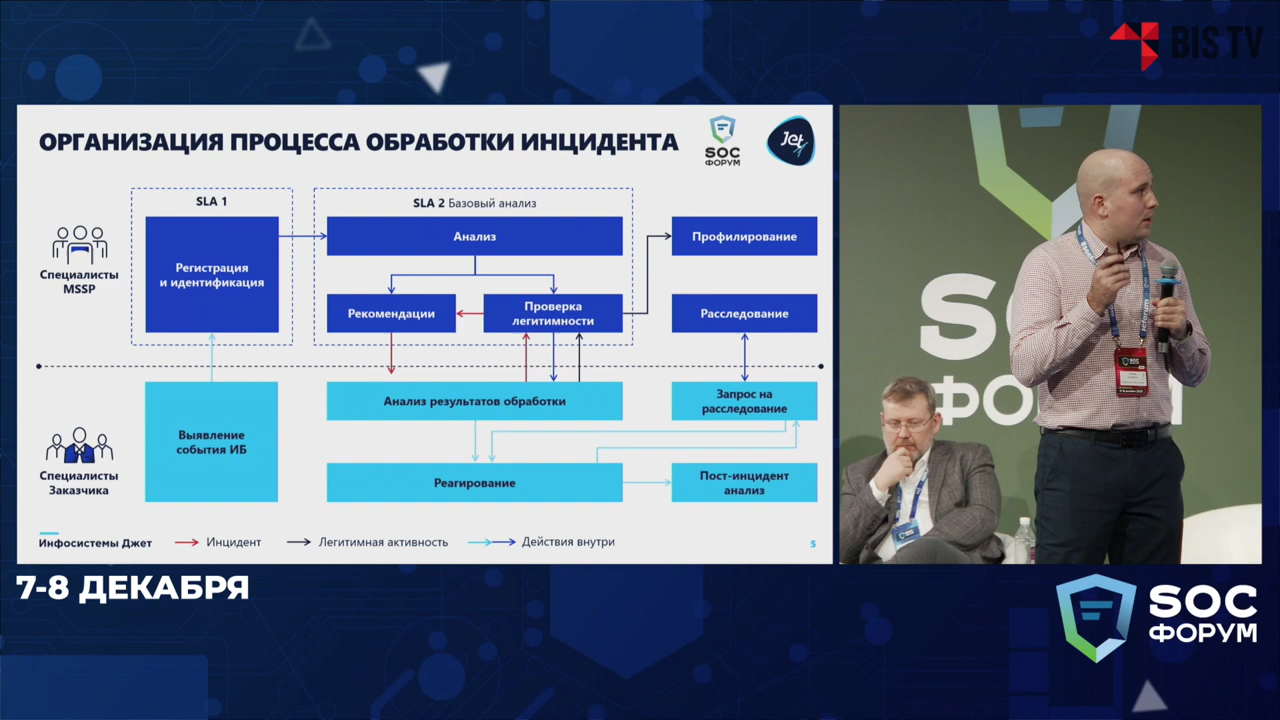 BIS TV
ОРГАНИЗАЦИЯ ПРОЦЕССА ОБРАБОТКИ ИНЦИДЕНТА
SOC
ФОРУМ
Jet
SLA 1
SLA 2 Базовый анализ
Специалисты
MSSP
Регистрация
и идентификация
Анализ
Профилирование
Рекомендации
Проверка
легитимности
Расследование
Специалисты
Заказчика
Выявление
события ИБ
Анализ результатов обработки
Запрос на
расследование
Реагирование
Пост-инцидент
анализ
Инфосистемы Джет
Инцидент
Легитимная активность
Действия внутри
5
7-8 ДЕКАБРЯ
SOC
ФОРУМ